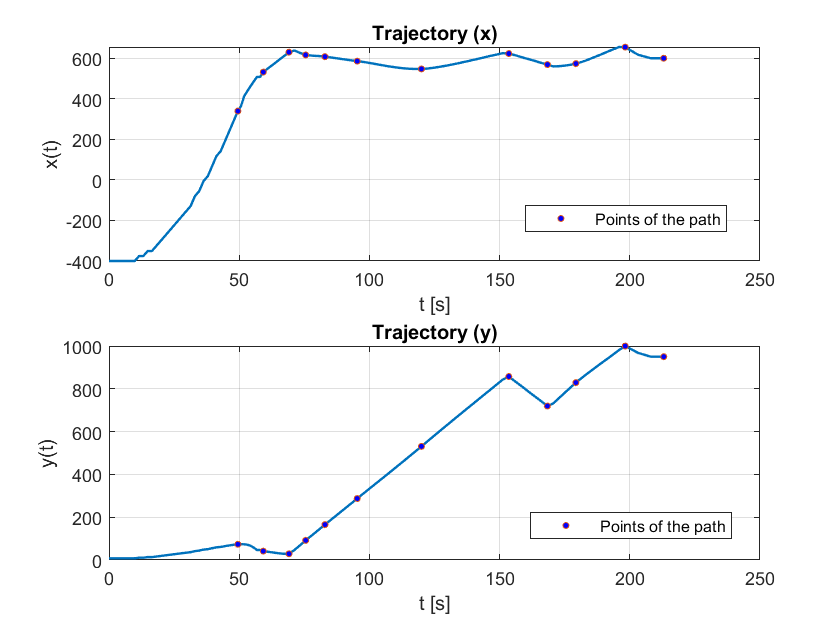 Trajectory (x)
600
400
200
0
-200
-400
x(t)
Points of the path
0 50 100 150 200 250
t [s]
Trajectory (y)
1000
800
600
400
200
0
y(t)
Points of the path
0 50 100 150 200 250
t [s]